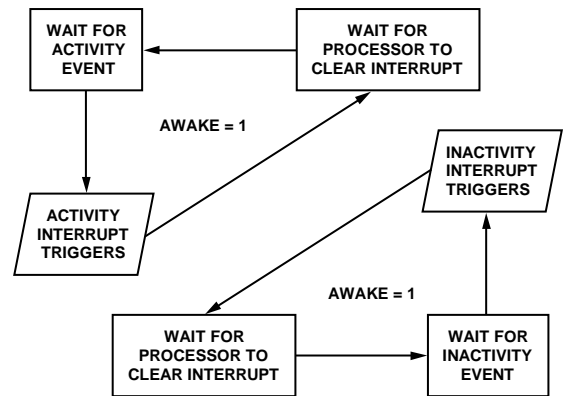 WAIT FOR
ACTIVITY
EVENT
WAIT FOR
PROCESSOR TO
CLEAR INTERRUPT
AWAKE = 1
ACTIVITY
INTERRUPT
TRIGGERS
INACTIVITY
INTERRUPT
TRIGGERS
AWAKE = 1
WAIT FOR
PROCESSOR TO
CLEAR INTERRUPT
WAIT FOR
INACTIVITY
EVENT